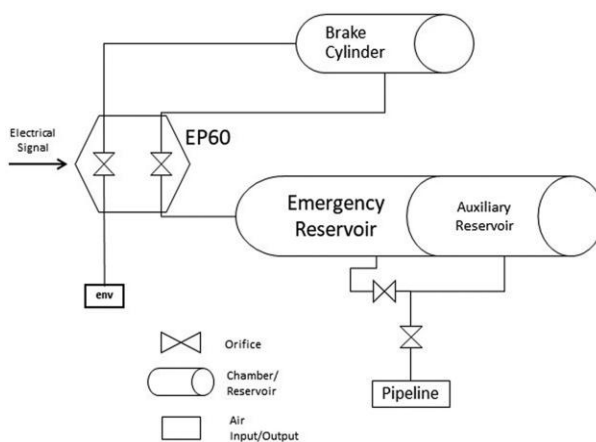 Brake
Cylinder
Electrical
Signal
EP60
Emergency
Reservoir
Auxiliary
Reservoir
env
Orifice
Pipeline
Chamber/
Reservoir
Air
Input/Output